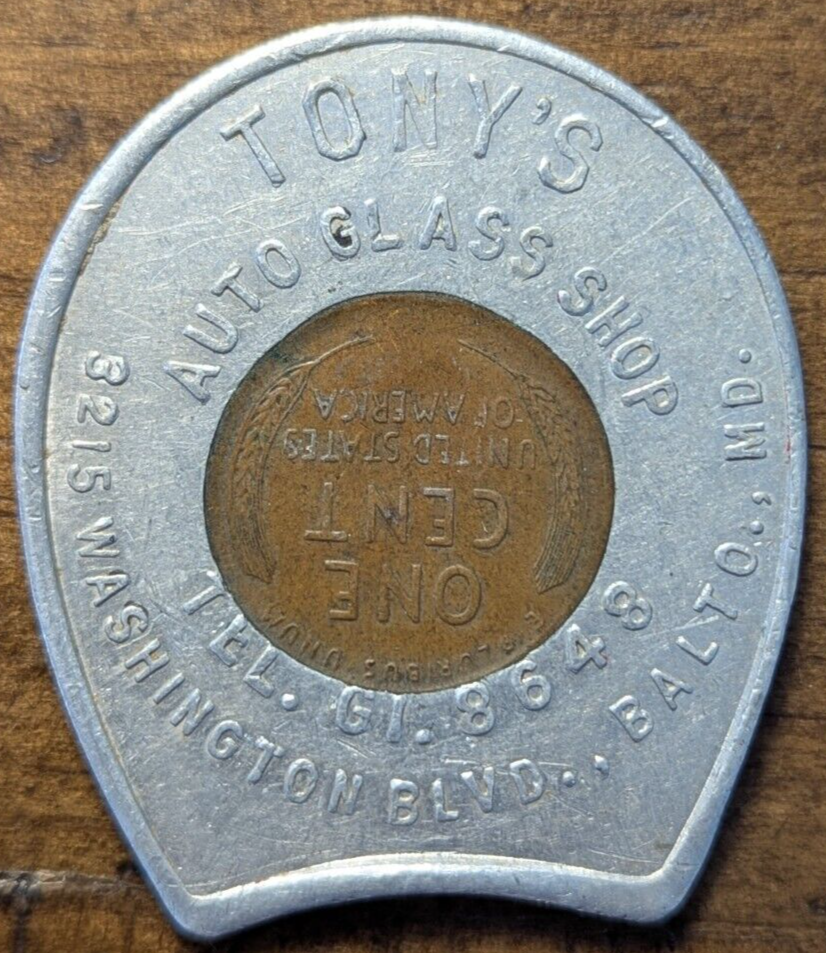 TONY'S
AUTO GLASS SHOP
TEL. GI. 8648
3215 WASHINGTON BLVD., BALTO., MD.
E PLURIBUS UNUM
ONE
CENT
UNITED STATES
OF AMERICA